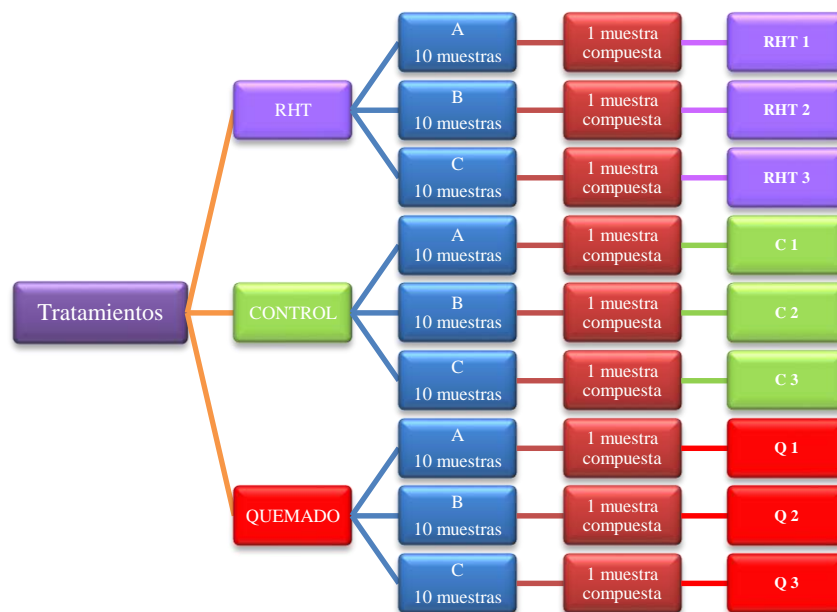 Tratamientos
RHT
A
10 muestras
1 muestra
compuesta
RHT 1
B
10 muestras
1 muestra
compuesta
RHT 2
C
10 muestras
1 muestra
compuesta
RHT 3
CONTROL
A
10 muestras
1 muestra
compuesta
C 1
B
10 muestras
1 muestra
compuesta
C 2
C
10 muestras
1 muestra
compuesta
C 3
QUEMADO
A
10 muestras
1 muestra
compuesta
Q 1
B
10 muestras
1 muestra
compuesta
Q 2
C
10 muestras
1 muestra
compuesta
Q 3